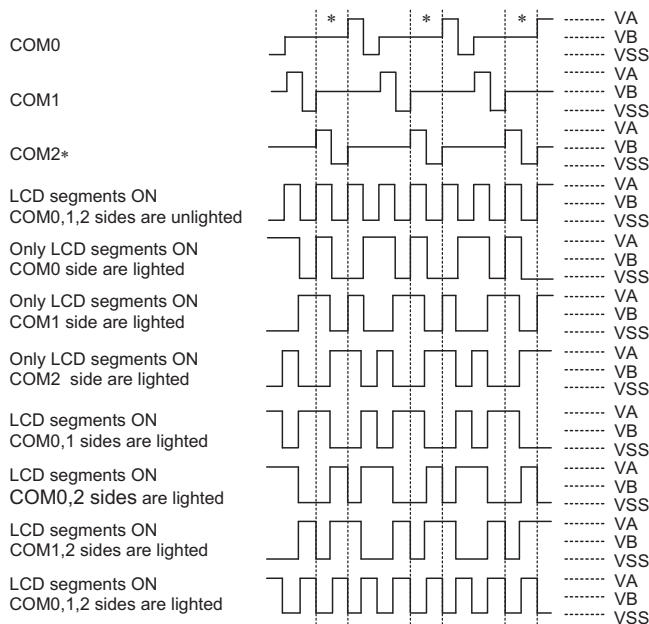 * * * VA
COM0 VB
VSS
VA
COM1 VB
VSS
VA
COM2* VB
VSS
LCD segments ON VA
COM0,1,2 sides are unlighted VB
VSS
Only LCD segments ON VA
COM0 side are lighted VB
VSS
Only LCD segments ON VA
COM1 side are lighted VB
VSS
Only LCD segments ON VA
COM2 side are lighted VB
VSS
LCD segments ON VA
COM0,1 sides are lighted VB
VSS
LCD segments ON VA
COM0,2 sides are lighted VB
VSS
LCD segments ON VA
COM1,2 sides are lighted VB
VSS
LCD segments ON VA
COM0,1,2 sides are lighted VB
VSS